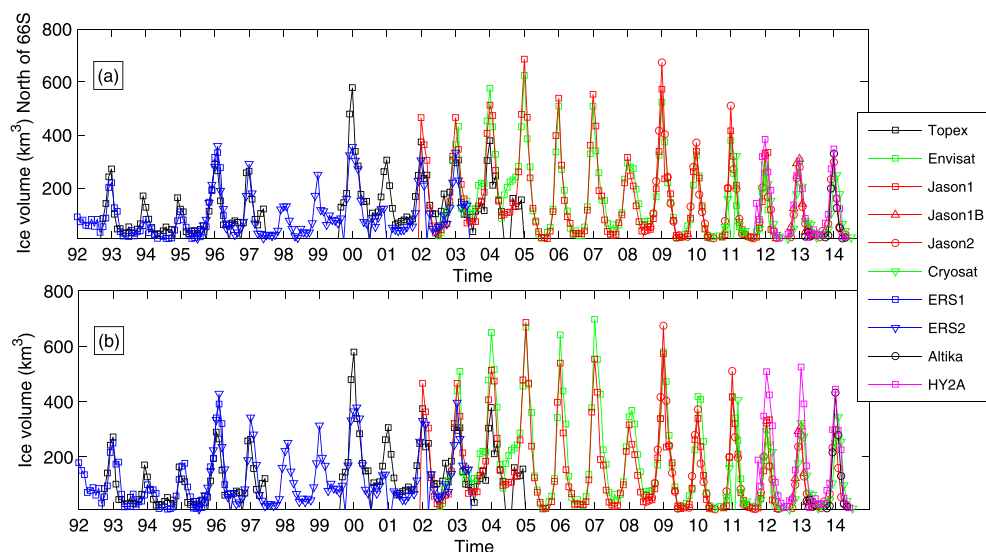 Ice volume (km³) North of 66S
800
600
400
200
(a)
92 93 94 95 96 97 98 99 00 01 02 03 04 05 06 07 08 09 10 11 12 13 14
Time
Topex
Envisat
Jason1
Jason1B
Jason2
Cryosat
ERS1
ERS2
Altika
HY2A
Ice volume (km³)
800
600
400
200
(b)
92 93 94 95 96 97 98 99 00 01 02 03 04 05 06 07 08 09 10 11 12 13 14
Time